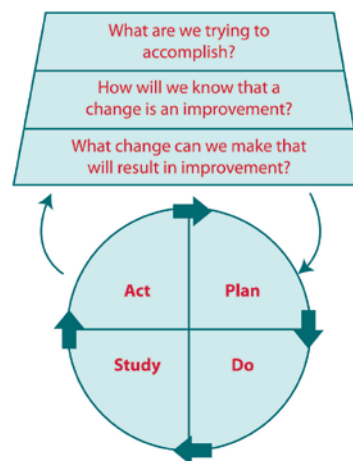 What are we trying to
accomplish?
How will we know that a
change is an improvement?
What change can we make that
will result in improvement?
Act
Plan
Study
Do